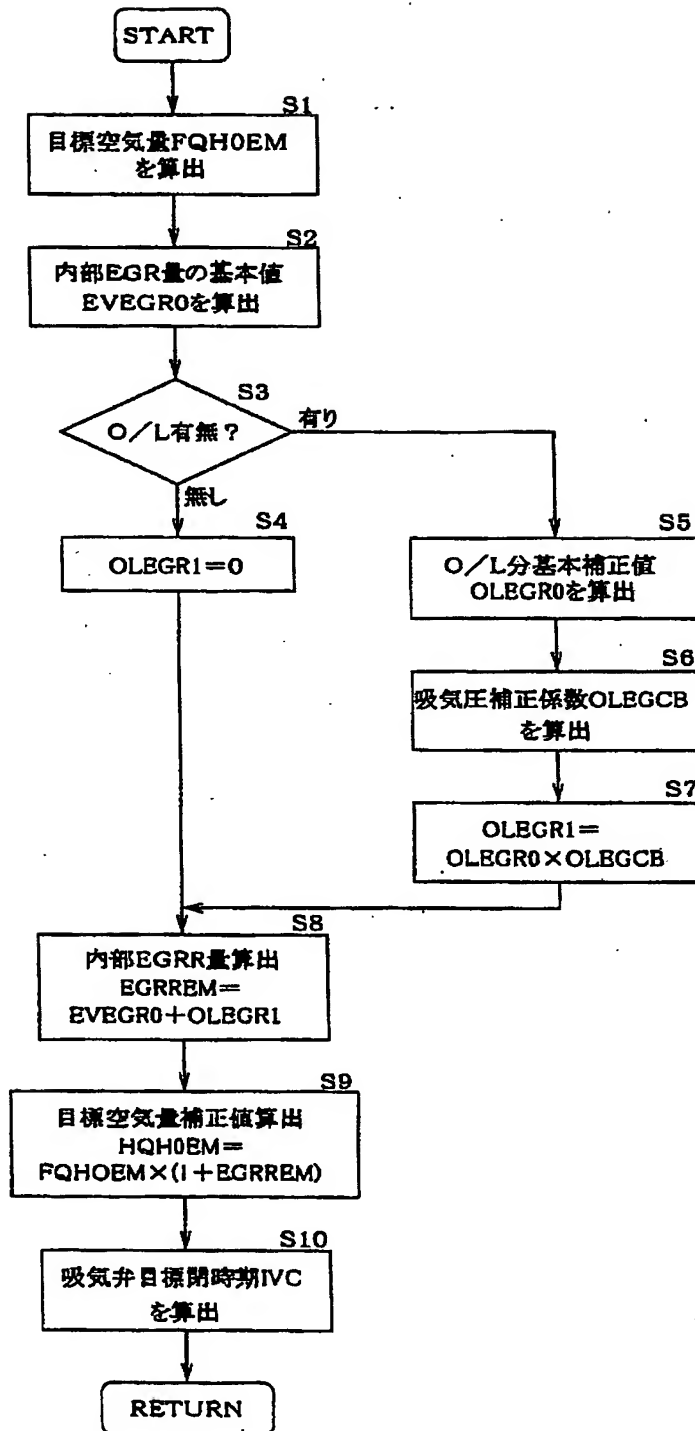 START
S1
目標空気量FQH0EM
を算出
S2
内部EGR量の基本値
EVEGR0を算出
S3
O／L有無？
有り
無し
S4
OLEGR1＝0
S5
O／L分基本補正値
OLEGR0を算出
S6
吸気圧補正係数OLEGCB
を算出
S7
OLEGR1＝
OLEGR0×OLEGCB
S8
内部EGRR量算出
EGRREM＝
EVEGR0＋OLEGR1
S9
目標空気量補正値算出
HQH0EM＝
FQHOEM×(1＋EGRREM)
S10
吸気弁目標閉時期IVC
を算出
RETURN